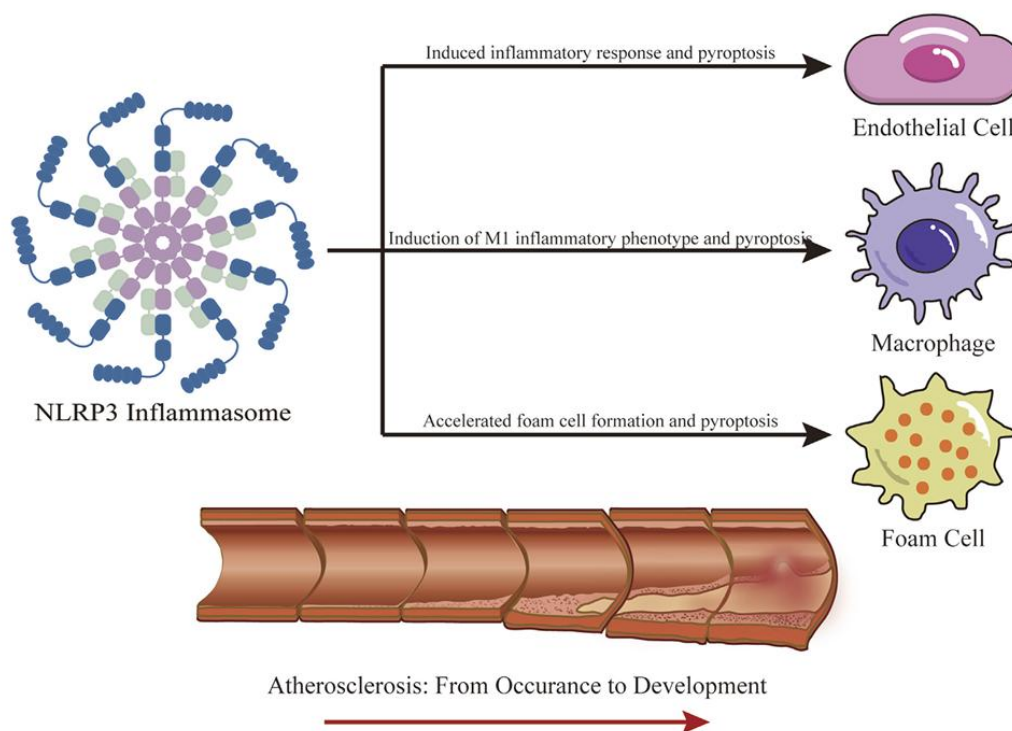 Induced inflammatory response and pyroptosis
Endothelial Cell
Induction of M1 inflammatory phenotype and pyroptosis
Macrophage
NLRP3 Inflammasome
Accelerated foam cell formation and pyroptosis
Foam Cell
Atherosclerosis: From Occurance to Development